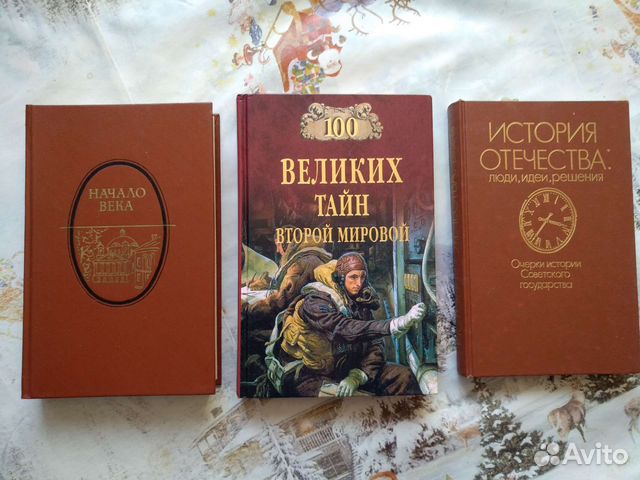 НАЧАЛО
ВЕКА
100
ВЕЛИКИХ
ТАЙН
ВТОРОЙ МИРОВОЙ
ИСТОРИЯ
ОТЕЧЕСТВА:
ЛЮДИ, ИДЕИ, РЕШЕНИЯ
Очерки истории
Советского
государства
Avito